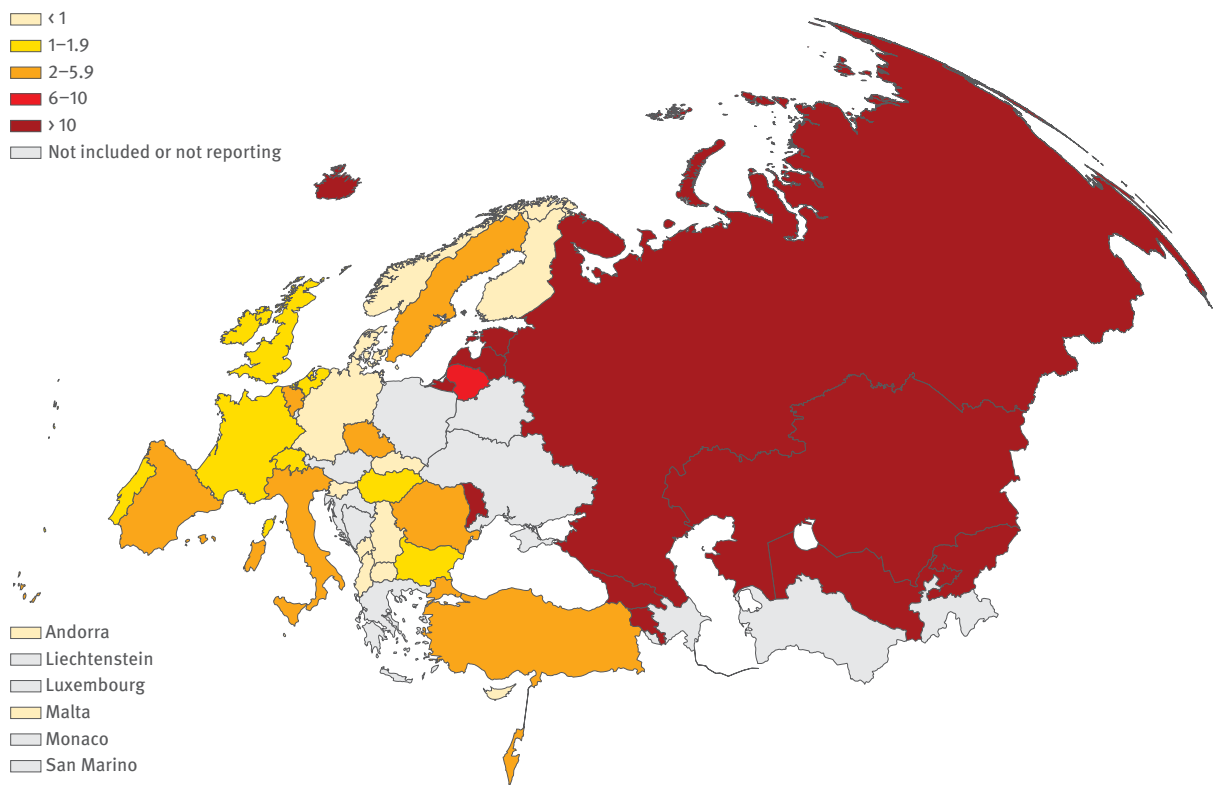 ‹ 1
1–1.9
2–5.9
6–10
› 10
Not included or not reporting
Andorra
Liechtenstein
Luxembourg
Malta
Monaco
San Marino